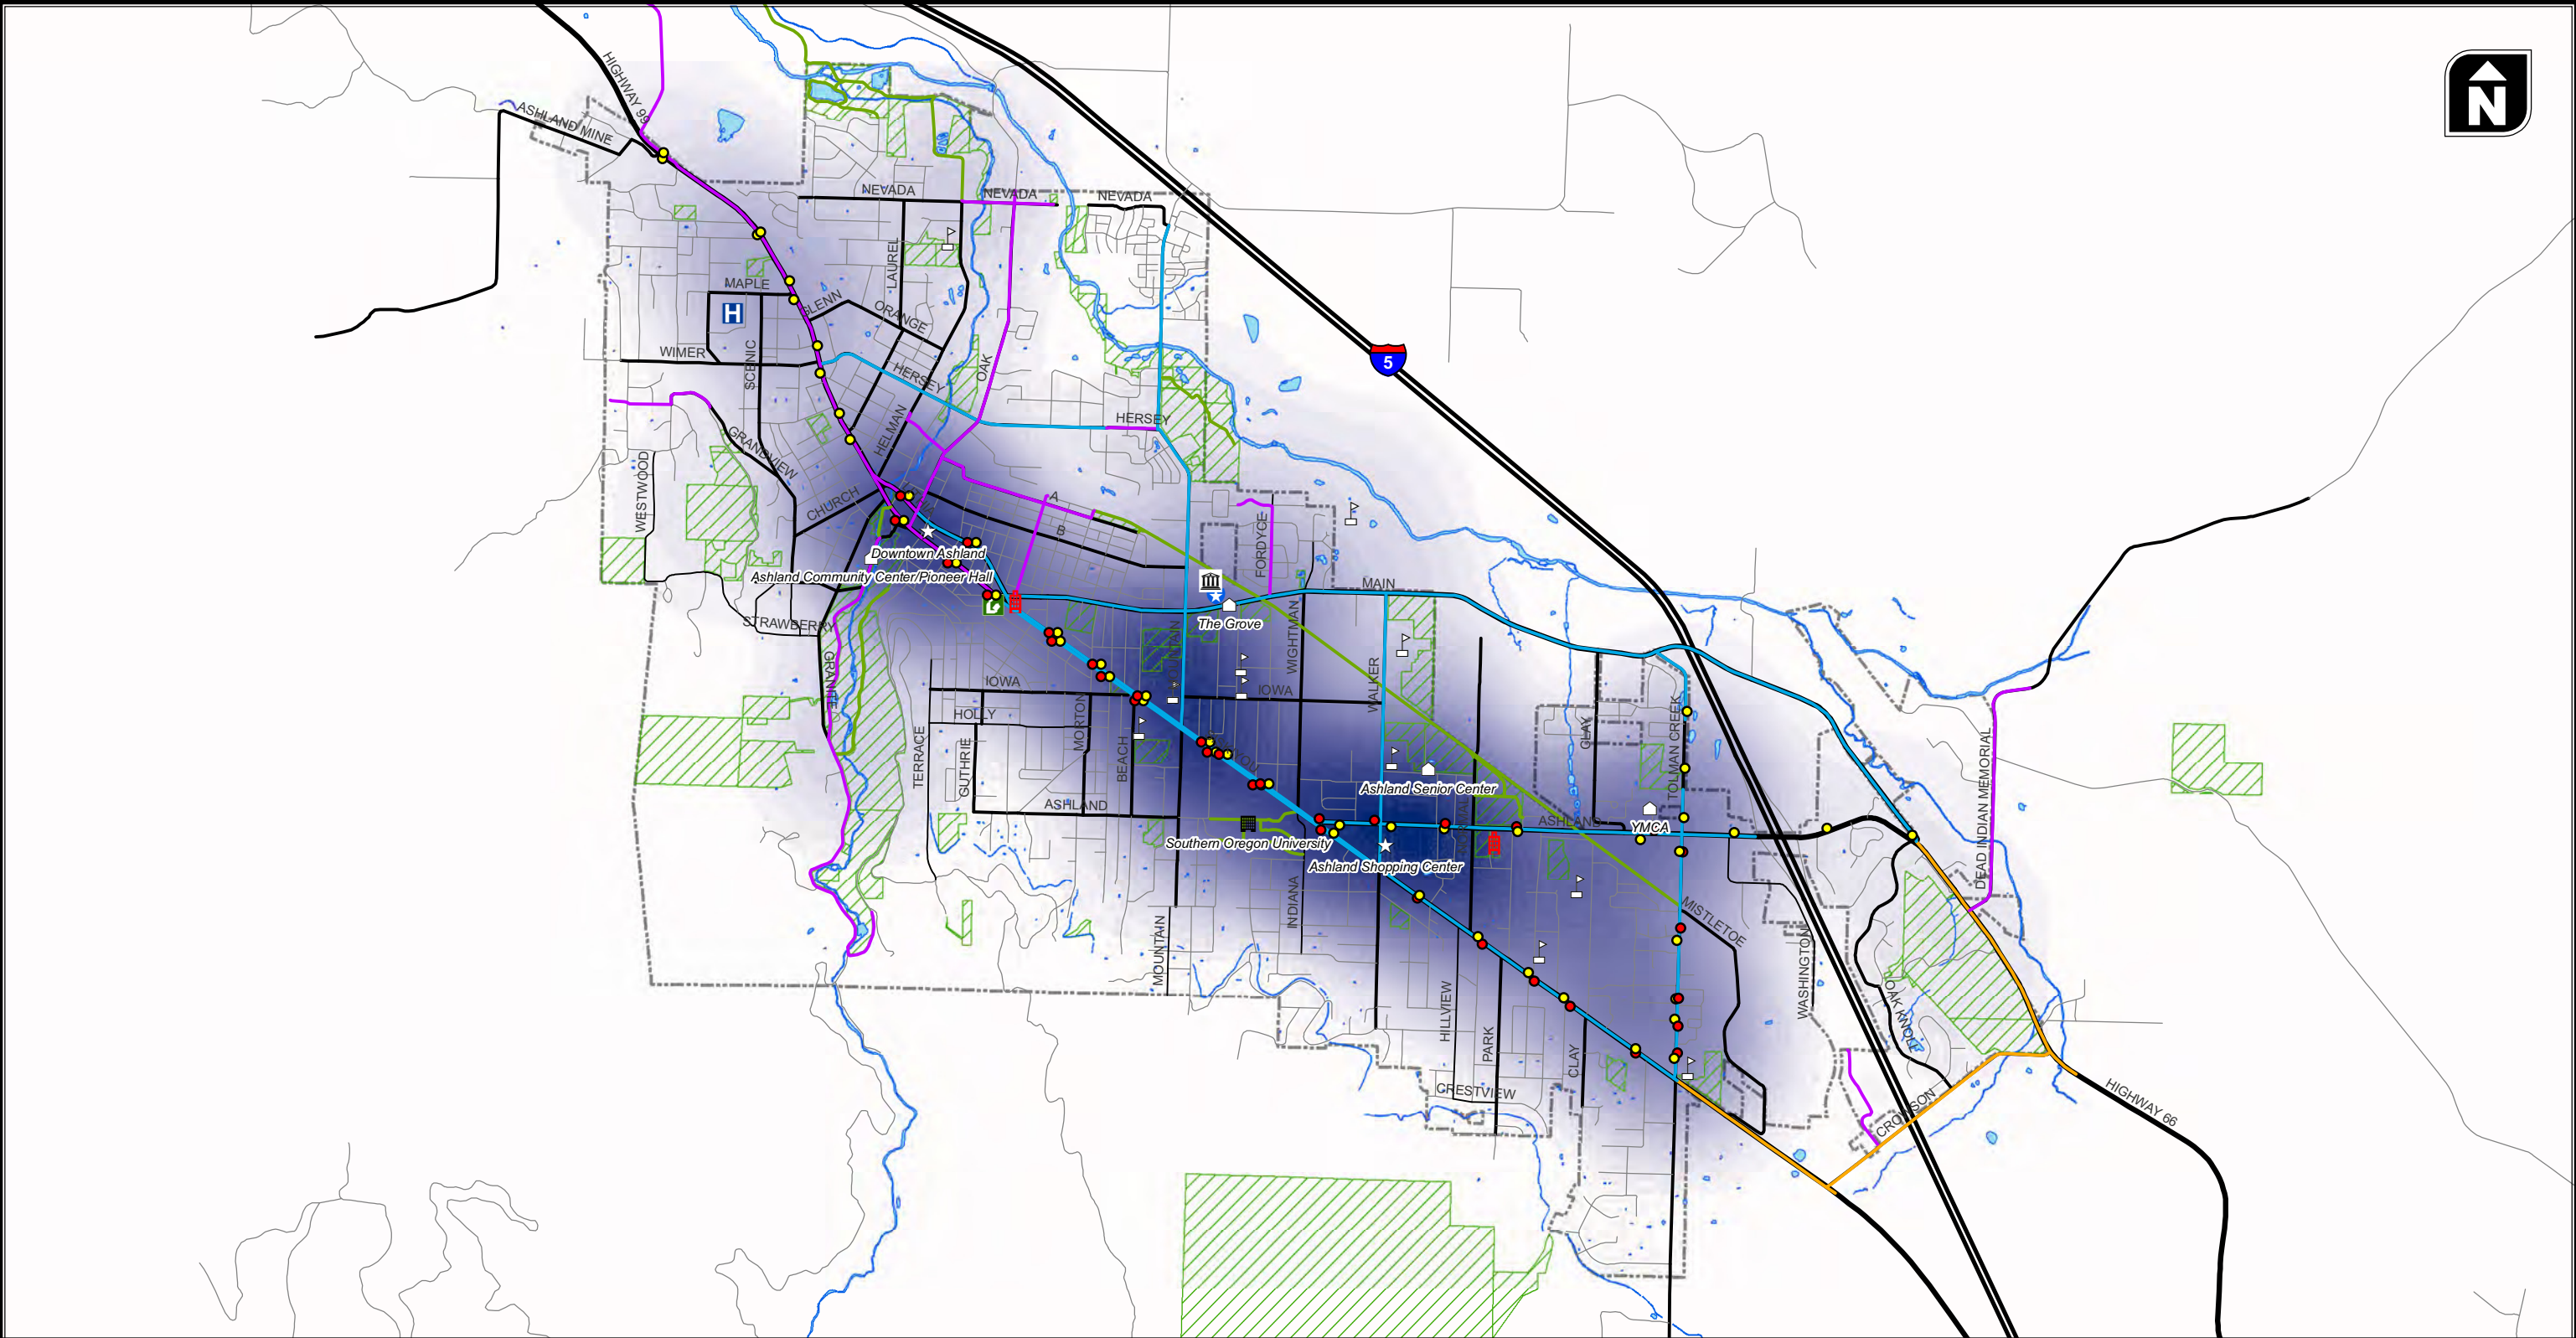 HIGHWAY 99
ASHLAND MINE
N
NEVADA
NEVADA
NEVADA
LAUREL
MAPLE
H
GLENN
ORANGE
WIMER
SCENIC
HERSEY
OAK
5
HELMAN
HERSEY
GRANDVIEW
WESTWOOD
CHURCH
A
B
FORDYCE
Downtown Ashland
Ashland Community Center/Pioneer Hall
MAIN
STRAWBERRY
The Grove
WIGHTMAN
GRANITE
WALKER
IOWA
IOWA
HOLLY
MORTON
TERRACE
GUTHRIE
BEACH
CLAY
TOLMAN CREEK
DEAD INDIAN MEMORIAL
Ashland Senior Center
ASHLAND
ASHLAND
YMCA
Southern Oregon University
Ashland Shopping Center
INDIANA
MOUNTAIN
MISTLETOE
WASHINGTON
HILLVIEW
PARK
CLAY
OAK KNOLL
CRESTVIEW
CROWSON
HIGHWAY 66